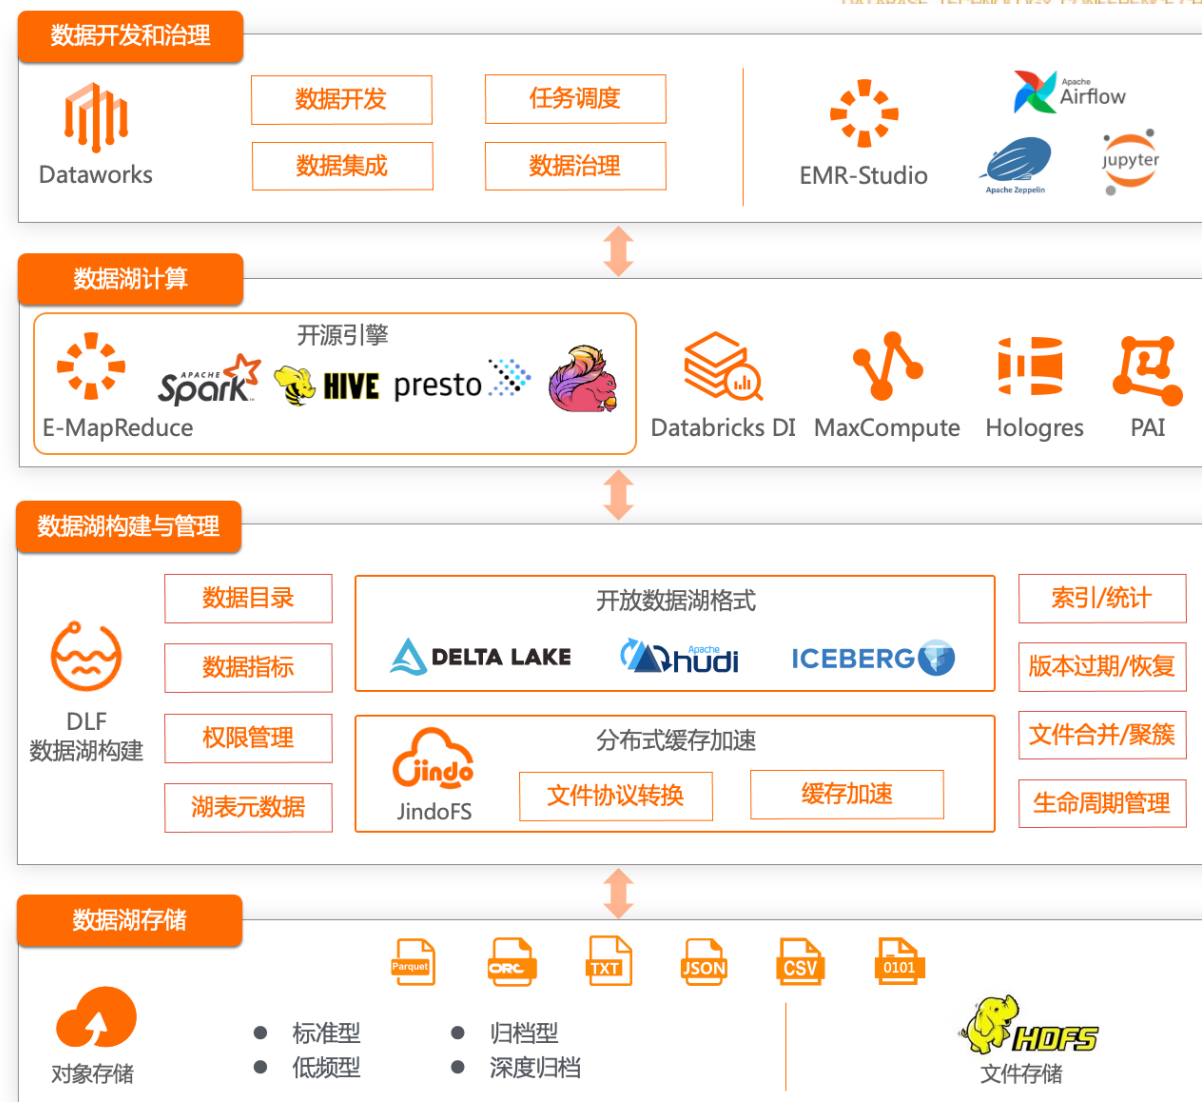 DATABASE TECHNOLOGY CONFERENCE CH
数据开发和治理
Dataworks
数据开发
任务调度
数据集成
数据治理
EMR-Studio
Apache
Airflow
Apache Zeppelin
jupyter
数据湖计算
开源引擎
E-MapReduce
APACHE
Spark
HIVE
presto
Databricks DI
MaxCompute
Hologres
PAI
数据湖构建与管理
DLF
数据湖构建
数据目录
数据指标
权限管理
湖表元数据
开放数据湖格式
DELTA LAKE
Apache
hudi
ICEBERG
分布式缓存加速
Jindo
JindoFS
文件协议转换
缓存加速
索引/统计
版本过期/恢复
文件合并/聚簇
生命周期管理
数据湖存储
Parquet
ORC
TXT
JSON
CSV
0101
对象存储
● 标准型
● 低频型
● 归档型
● 深度归档
HDFS
文件存储